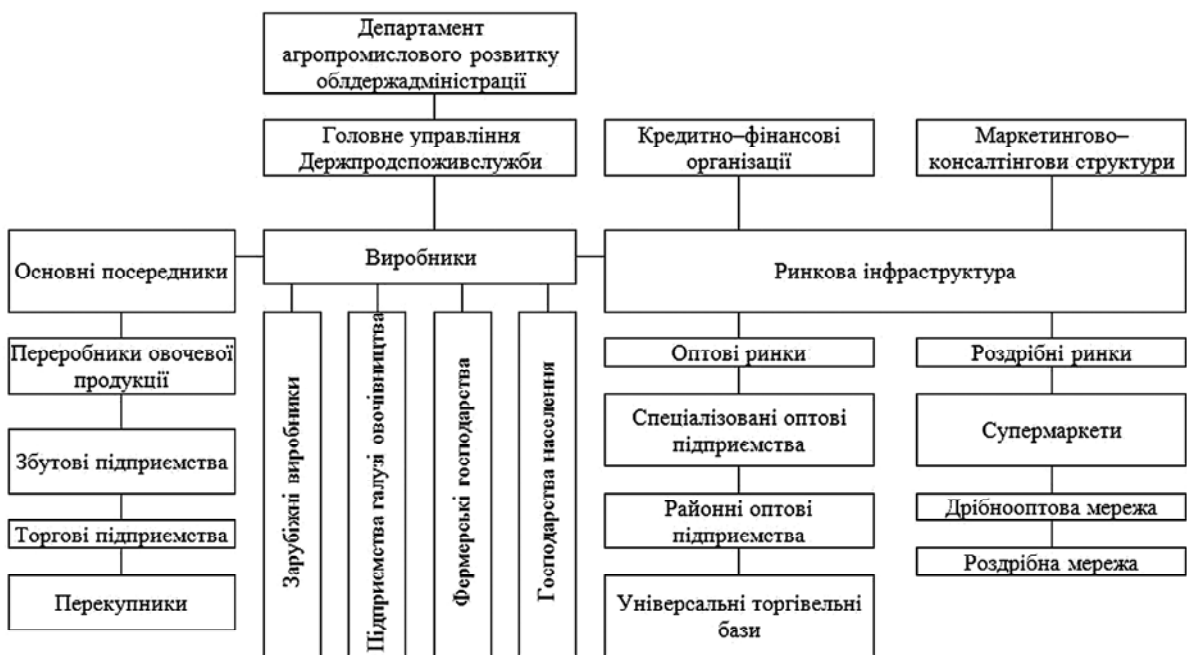 Департамент
агропромислового розвитку
облдержадміністрації
Головне управління
Держпродспоживслужби
Кредитно–фінансові
організації
Маркетингово–
консалтингови структури
Основні посередники
Виробники
Ринкова інфраструктура
Переробники овочевої
продукції
Збутові підприємства
Торгові підприємства
Перекупники
Зарубіжні виробники
Підприємства галузі овочівництва
Фермерські господарства
Господарства населення
Оптові ринки
Спеціалізовані оптові
підприємства
Районні оптові
підприємства
Універсальні торгівельні
бази
Роздрібні ринки
Супермаркети
Дрібнооптова мережа
Роздрібна мережа